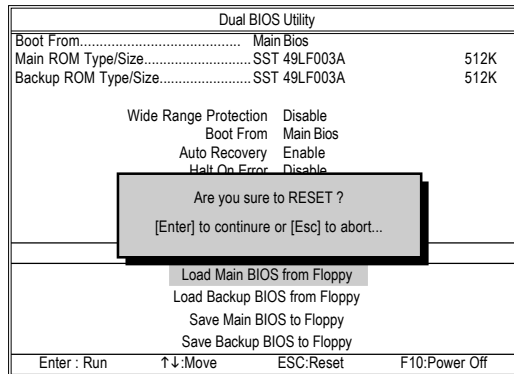 Dual BIOS Utility
Boot From........................................ Main Bios
Main ROM Type/Size.......................... SST 49LF003A 512K
Backup ROM Type/Size....................... SST 49LF003A 512K
Wide Range Protection Disable
Boot From Main Bios
Auto Recovery Enable
Halt On Error Disable
Are you sure to RESET ?
[Enter] to continure or [Esc] to abort...
Load Main BIOS from Floppy
Load Backup BIOS from Floppy
Save Main BIOS to Floppy
Save Backup BIOS to Floppy
Enter : Run ↑↓:Move ESC:Reset F10:Power Off